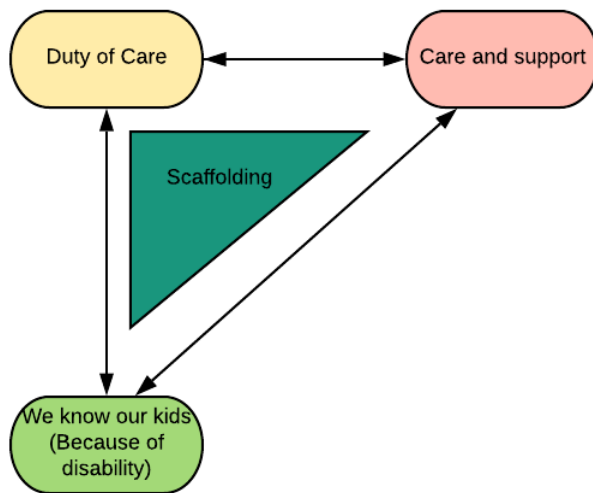 Duty of Care
Care and support
Scaffolding
We know our kids
(Because of
disability)